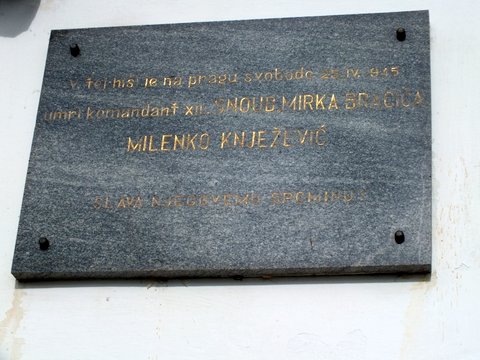 V tej hiši je na pragu svobode 25.IV.1945
umrl komandant XII. SNOUB MIRKA BRAČIČA
MILENKO KNJEŽEVIČ
SLAVA NJEGOVEMU SPOMINU!